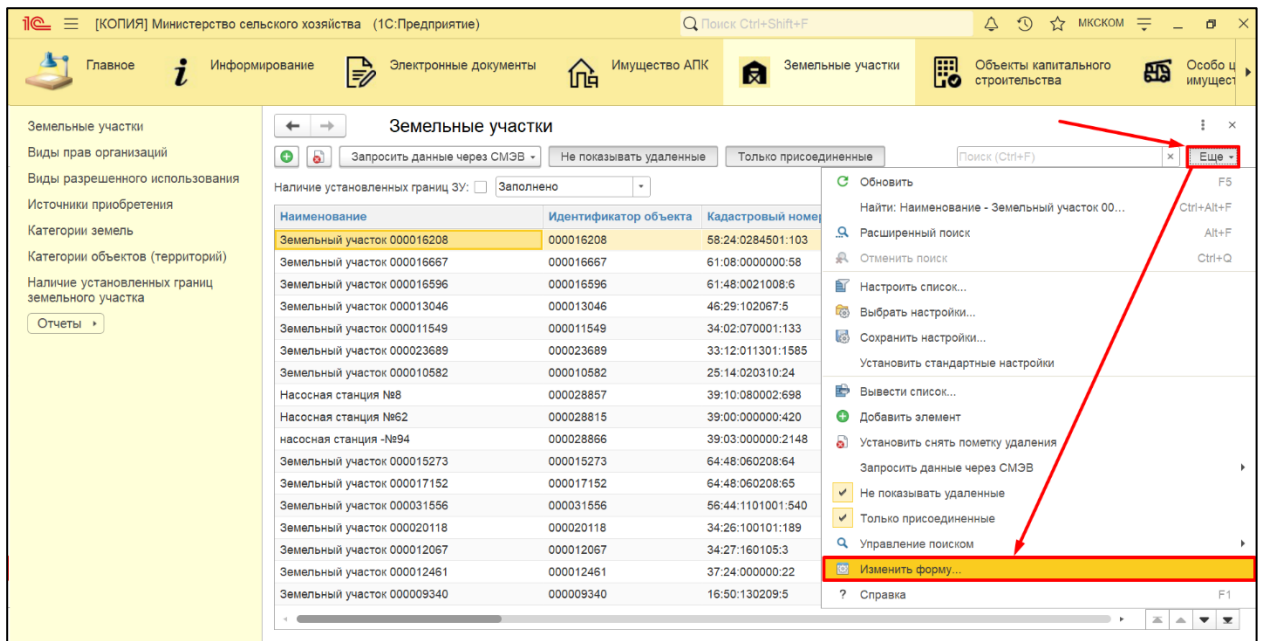 [КОПИЯ] Министерство сельского хозяйства (1С:Предприятие)
Поиск Ctrl+Shift+F
МКСКОМ
Главное
Информирование
Электронные документы
Имущество АПК
Земельные участки
Объекты капитального
строительства
Особо ц
имущест
Земельные участки
Виды прав организаций
Виды разрешенного использования
Источники приобретения
Категории земель
Категории объектов (территорий)
Наличие установленных границ
земельного участка
Отчеты
Земельные участки
Запросить данные через СМЭВ
Не показывать удаленные
Только присоединенные
Поиск (Ctrl+F)
Еще
Наличие установленных границ ЗУ:
Заполнено
Наименование Идентификатор объекта Кадастровый номер
Земельный участок 000016208 000016208 58:24:0284501:103
Земельный участок 000016667 000016667 61:08:0000000:58
Земельный участок 000016596 000016596 61:48:0021008:6
Земельный участок 000013046 000013046 46:29:102067:5
Земельный участок 000011549 000011549 34:02:070001:133
Земельный участок 000023689 000023689 33:12:011301:1585
Земельный участок 000010582 000010582 25:14:020310:24
Насосная станция №8 000028857 39:10:080002:698
Насосная станция №62 000028815 39:00:000000:420
насосная станция -№94 000028866 39:03:000000:2148
Земельный участок 000015273 000015273 64:48:060208:64
Земельный участок 000017152 000017152 64:48:060208:65
Земельный участок 000031556 000031556 56:44:1101001:540
Земельный участок 000020118 000020118 34:26:100101:189
Земельный участок 000012067 000012067 34:27:160105:3
Земельный участок 000012461 000012461 37:24:000000:22
Земельный участок 000009340 000009340 16:50:130209:5
Обновить F5
Найти: Наименование - Земельный участок 00... Ctrl+Alt+F
Расширенный поиск Alt+F
Отменить поиск Ctrl+Q
Настроить список...
Выбрать настройки...
Сохранить настройки...
Установить стандартные настройки
Вывести список...
Добавить элемент
Установить снять пометку удаления
Запросить данные через СМЭВ
Не показывать удаленные
Только присоединенные
Управление поиском
Изменить форму...
Справка F1